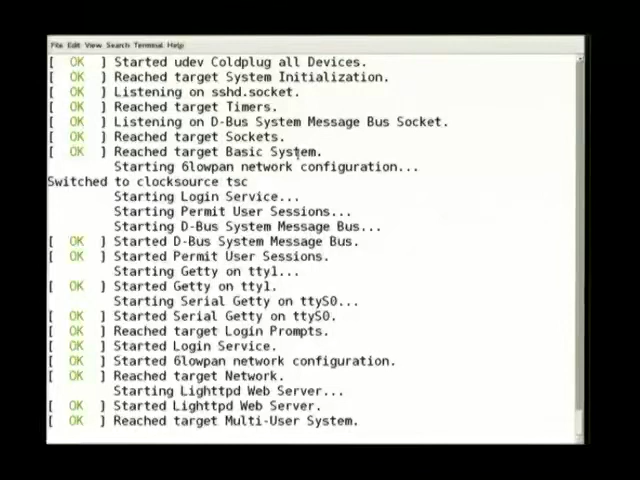 File Edit View Search Terminal Help
[ OK ] Started udev Coldplug all Devices.
[ OK ] Reached target System Initialization.
[ OK ] Listening on sshd.socket.
[ OK ] Reached target Timers.
[ OK ] Listening on D-Bus System Message Bus Socket.
[ OK ] Reached target Sockets.
[ OK ] Reached target Basic System.
Starting 6lowpan network configuration...
Switched to clocksource tsc
Starting Login Service...
Starting Permit User Sessions...
Starting D-Bus System Message Bus...
[ OK ] Started D-Bus System Message Bus.
[ OK ] Started Permit User Sessions.
Starting Getty on tty1...
[ OK ] Started Getty on tty1.
Starting Serial Getty on ttyS0...
[ OK ] Started Serial Getty on ttyS0.
[ OK ] Reached target Login Prompts.
[ OK ] Started Login Service.
[ OK ] Started 6lowpan network configuration.
[ OK ] Reached target Network.
Starting Lighttpd Web Server...
[ OK ] Started Lighttpd Web Server.
[ OK ] Reached target Multi-User System.